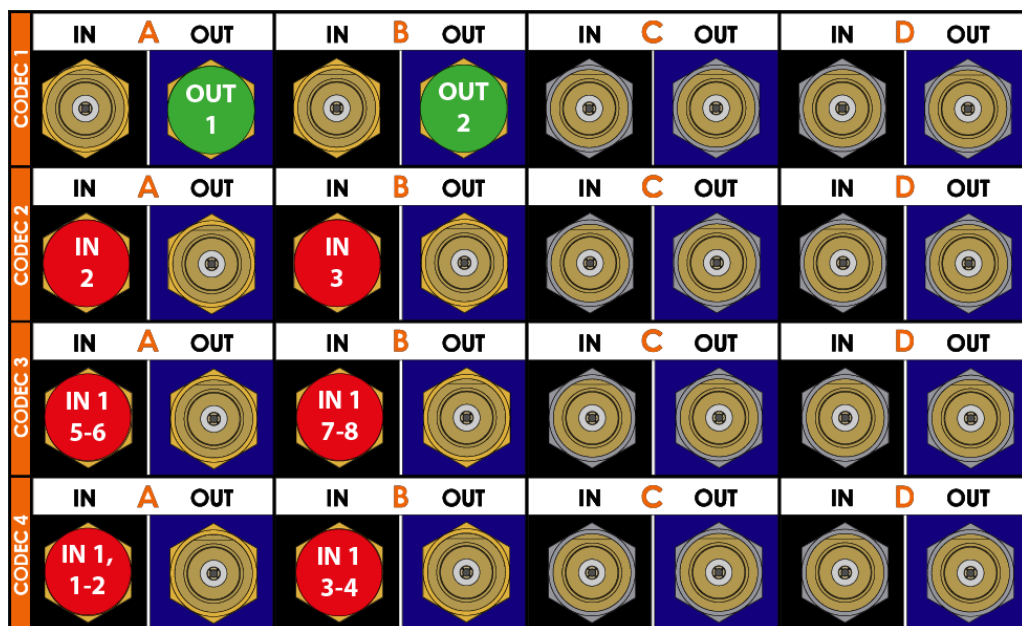 CODEC 1
IN A OUT IN B OUT IN C OUT IN D OUT
OUT
1
OUT
2
CODEC 2
IN A OUT IN B OUT IN C OUT IN D OUT
IN
2
IN
3
CODEC 3
IN A OUT IN B OUT IN C OUT IN D OUT
IN 1
5-6
IN 1
7-8
CODEC 4
IN A OUT IN B OUT IN C OUT IN D OUT
IN 1,
1-2
IN 1
3-4